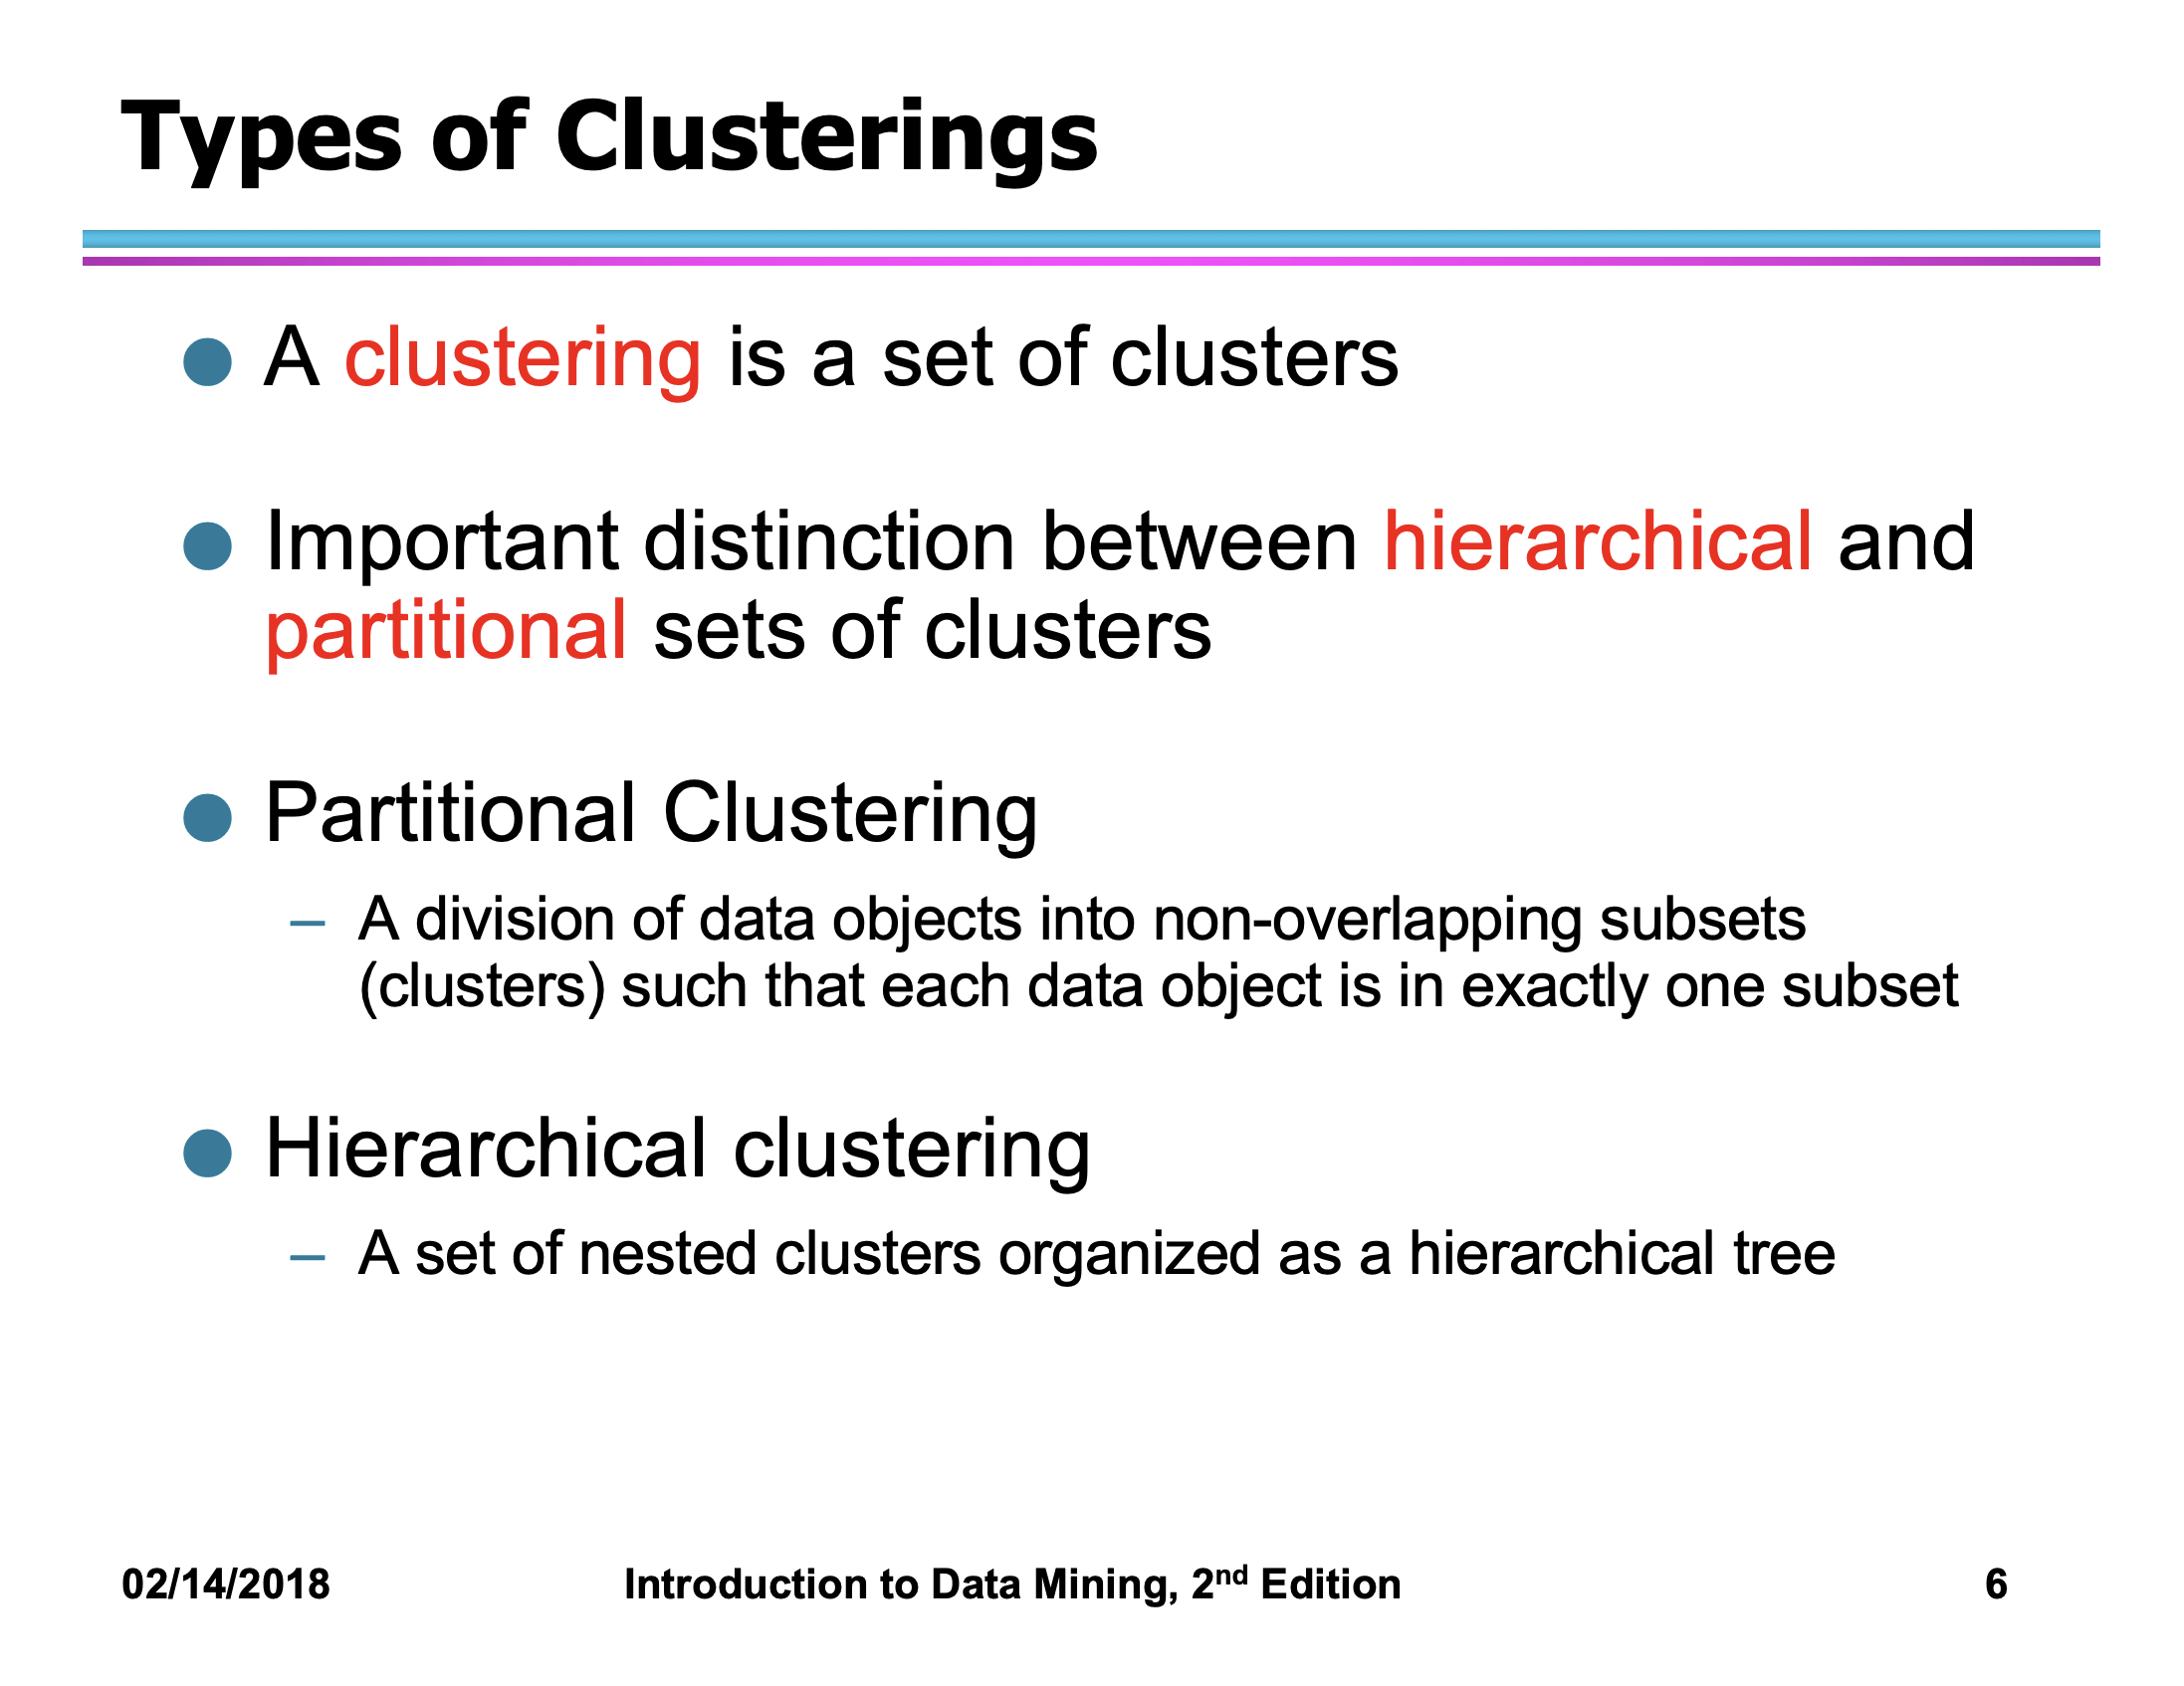 Types of Clusterings
● A clustering is a set of clusters
● Important distinction between hierarchical and
partitional sets of clusters
● Partitional Clustering
– A division of data objects into non-overlapping subsets
(clusters) such that each data object is in exactly one subset
● Hierarchical clustering
– A set of nested clusters organized as a hierarchical tree
02/14/2018 Introduction to Data Mining, 2nd Edition 6